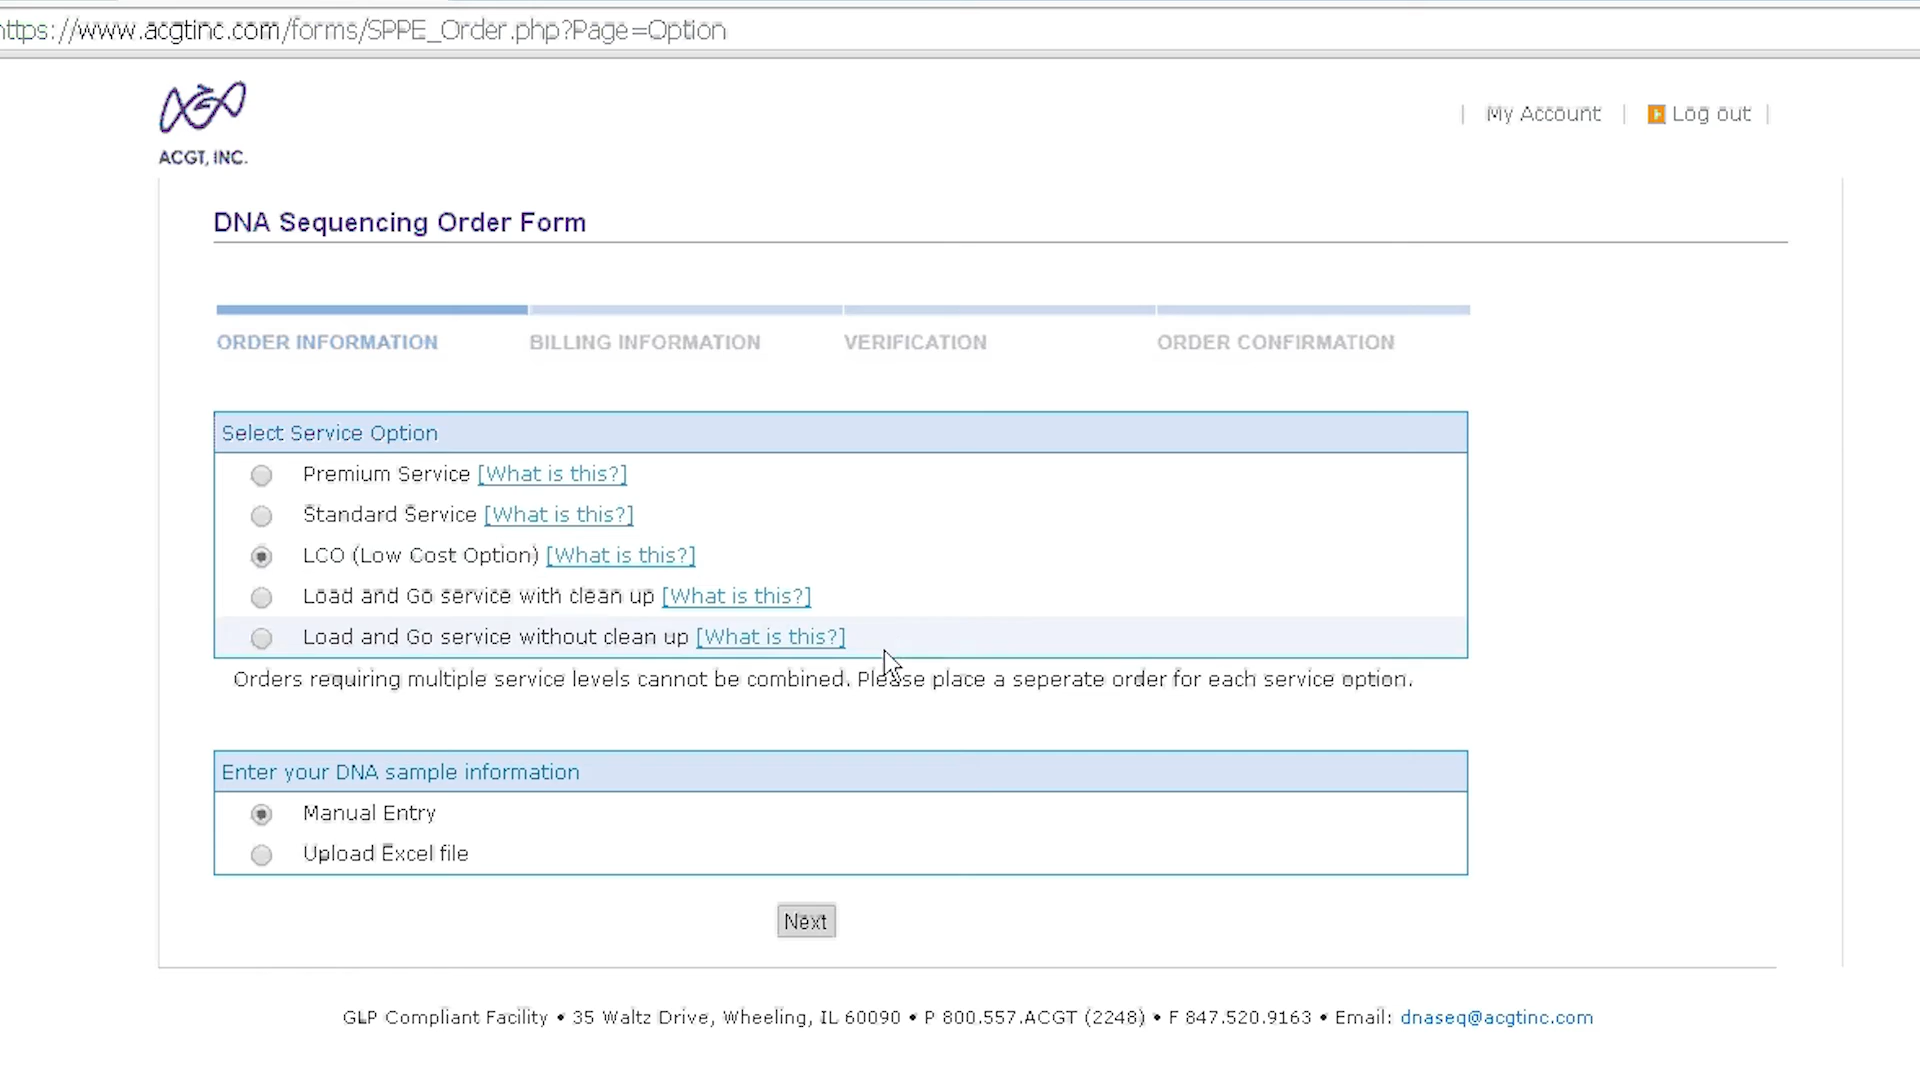 https://www.acgtinc.com/forms/SPPE_Order.php?Page=Option
ACGT, INC.
| My Account | Log out |
DNA Sequencing Order Form
ORDER INFORMATION BILLING INFORMATION VERIFICATION ORDER CONFIRMATION
Select Service Option
Premium Service [What is this?]
Standard Service [What is this?]
LCO (Low Cost Option) [What is this?]
Load and Go service with clean up [What is this?]
Load and Go service without clean up [What is this?]
Orders requiring multiple service levels cannot be combined. Please place a seperate order for each service option.
Enter your DNA sample information
Manual Entry
Upload Excel file
Next
GLP Compliant Facility • 35 Waltz Drive, Wheeling, IL 60090 • P 800.557.ACGT (2248) • F 847.520.9163 • Email: dnaseq@acgtinc.com